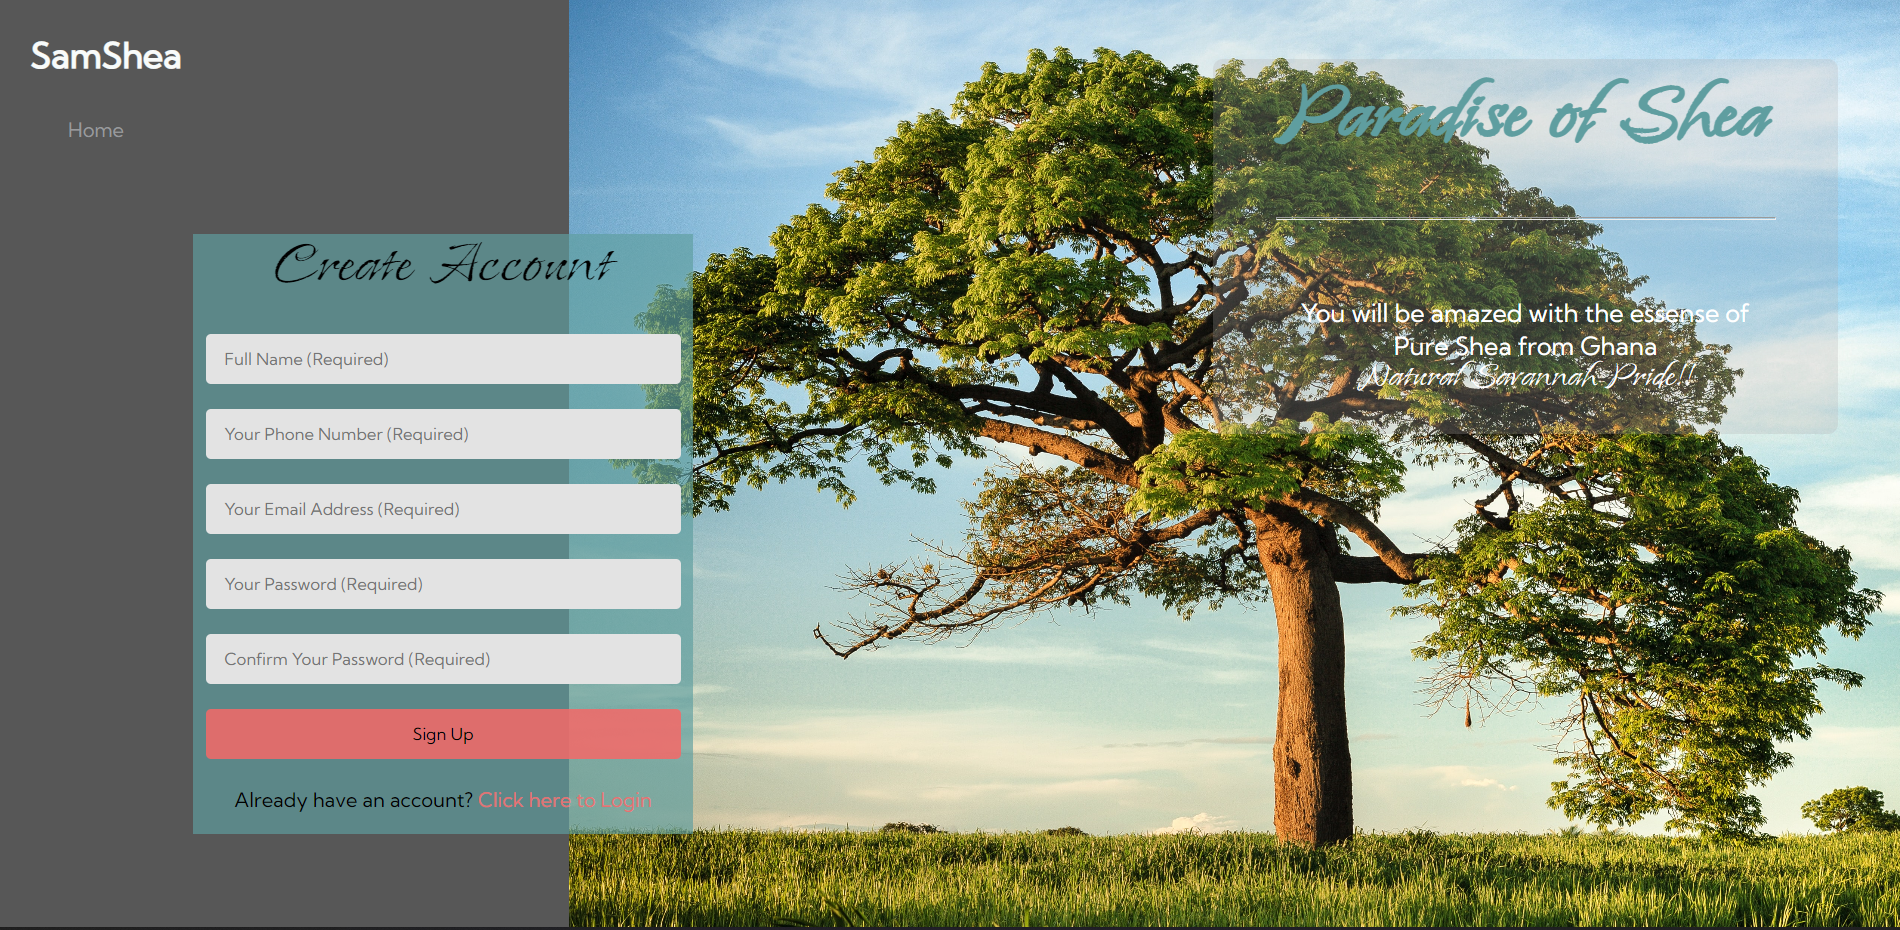 SamShea
Home
Create Account
Full Name (Required)
Your Phone Number (Required)
Your Email Address (Required)
Your Password (Required)
Confirm Your Password (Required)
Sign Up
Already have an account? Click here to Login
Paradise of Shea
You will be amazed with the essense of
Pure Shea from Ghana
Natural Savannah Pride!!